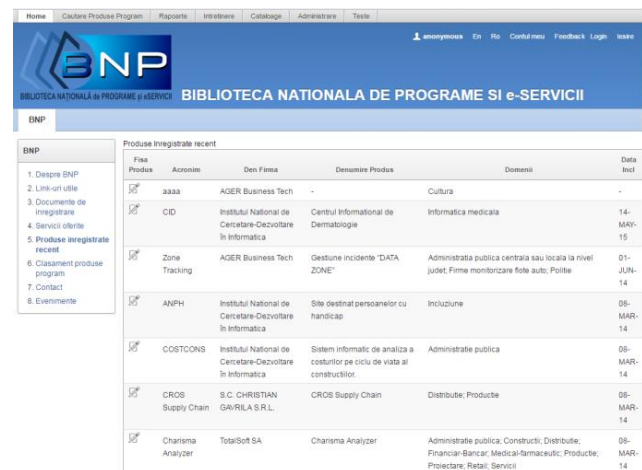 Home Cautare Produse Program Rapoarte Intretinere Cataloage Administrare Teste
anonymous En Ro Contul meu Feedback Login Iesire
BNP
BIBLIOTECA NAȚIONALĂ de PROGRAME și eSERVICII
BIBLIOTECA NATIONALA DE PROGRAME SI e-SERVICII
BNP
BNP
1. Despre BNP
2. Link-uri utile
3. Documente de
inregistrare
4. Servicii oferite
5. Produse inregistrate
recent
6. Clasament produse
program
7. Contact
8. Evenimente
Produse Inregistrate recent
Fisa
Produs Acronim Den Firma Denumire Produs Domenii Data
Incl
aaaa AGER Business Tech - Cultura -
CID Institutul National de Centrul Informational de Informatica medicala 14-
Cercetare-Dezvoltare Dermatologie MAY-
în Informatica 15
Zone AGER Business Tech Gestiune incidente "DATA Administratia publica centrala sau locala la nivel 01-
Tracking ZONE" judet; Firme monitorizare flote auto; Politie JUN-
14
ANPH Institutul National de Site destinat persoanelor cu Incluziune 06-
Cercetare-Dezvoltare handicap MAR-
în Informatica 14
COSTCONS Institutul National de Sistem informatic de analiza a Administratie publica 06-
Cercetare-Dezvoltare costurilor pe ciclu de viata al MAR-
în Informatica constructiilor. 14
CROS S.C. CHRISTIAN CROS Supply Chain Distributie; Productie 06-
Supply Chain GAVRILA S.R.L. MAR-
14
Charisma TotalSoft SA Charisma Analyzer Administratie publica; Constructii; Distributie; 06-
Analyzer Financiar-Bancar; Medical-farmaceutic; Productie; MAR-
Proiectare; Retail; Servicii 14